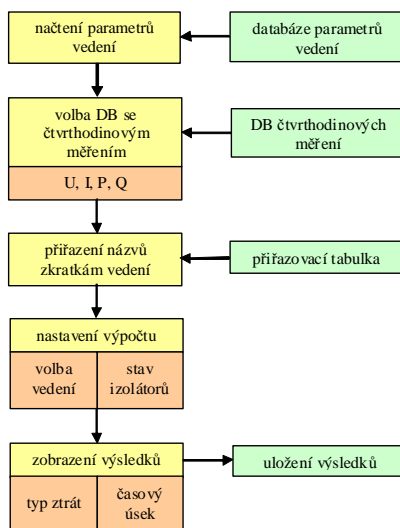 načtení parametrů
vedení
databáze parametrů
vedení
volba DB se
čtvrthodinovým
měřením
DB čtvrthodinových
měření
U, I, P, Q
přiřazení názvů
zkratkám vedení
přiřazovací tabulka
nastavení výpočtu
volba
vedení
stav
izolátorů
zobrazení výsledků
uložení výsledků
typ ztrát
časový
úsek